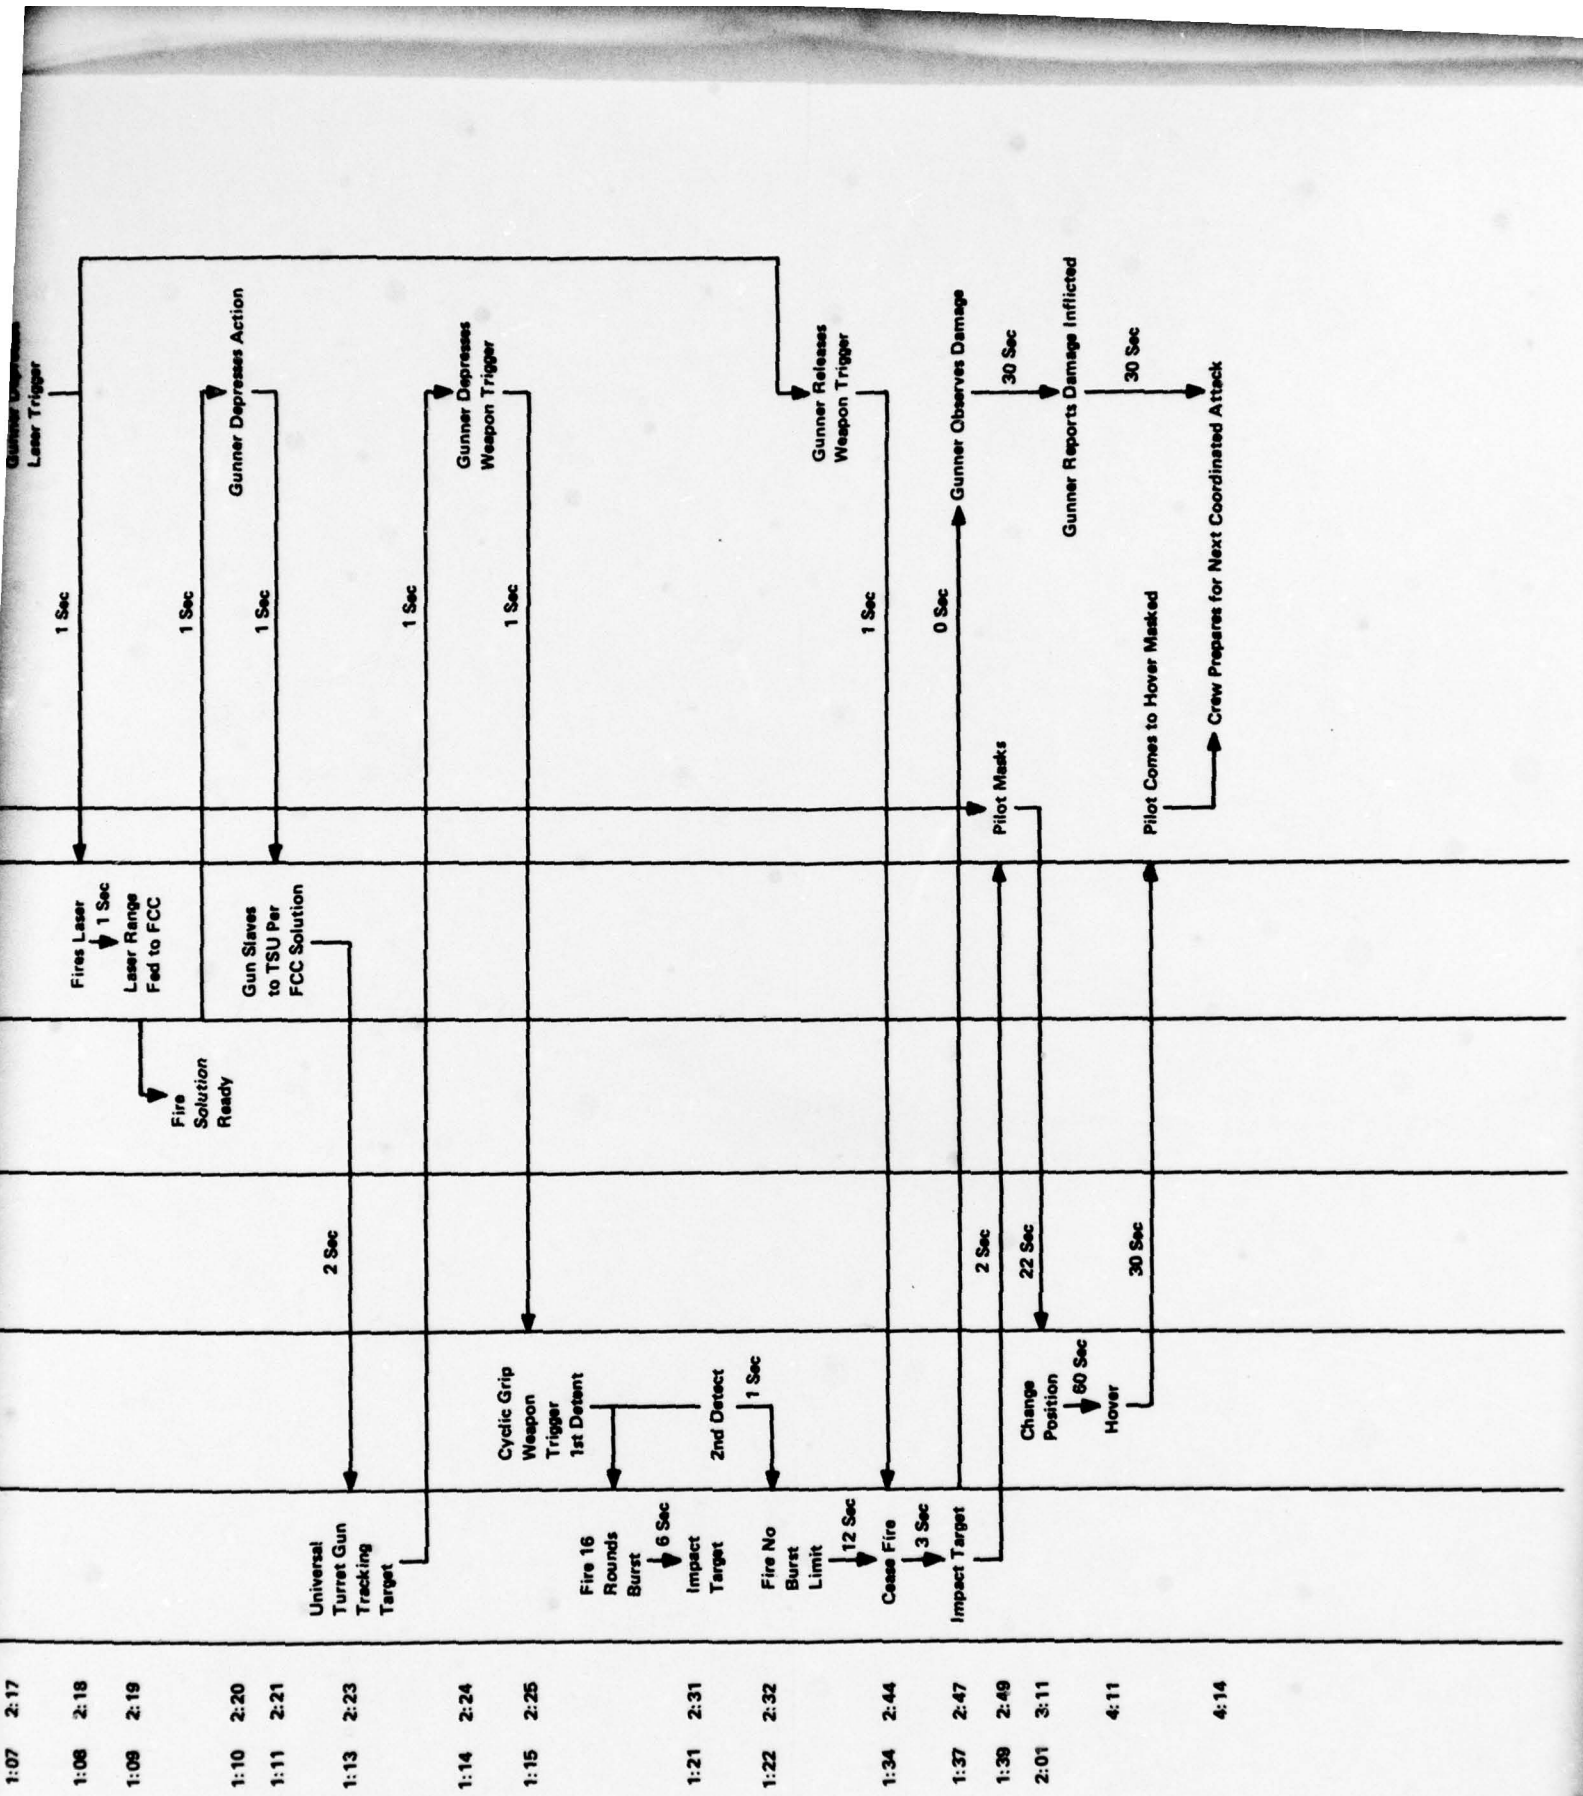 1:07 2:17
Laser Trigger
1 Sec
1:08 2:18
Fires Laser
1 Sec
1:09 2:19
Laser Range
Fed to FCC
Fire
Solution
Ready
1 Sec
1:10 2:20
Gunner Depresses Action
1 Sec
1:11 2:21
Gun Slaves
to TSU Per
FCC Solution
2 Sec
1:13 2:23
Universal
Turret Gun
Tracking
Target
1 Sec
1:14 2:24
Gunner Depresses
Weapon Trigger
1 Sec
1:15 2:25
Cyclic Grip
Weapon
Trigger
1st Detent
Fire 16
Rounds
Burst
6 Sec
1:21 2:31
Impact
Target
2nd Detect
1 Sec
1:22 2:32
Fire No
Burst
Limit
12 Sec
Gunner Releases
Weapon Trigger
1 Sec
1:34 2:44
Cease Fire
3 Sec
0 Sec
1:37 2:47
Impact Target
Gunner Observes Damage
2 Sec
1:39 2:49
Pilot Masks
30 Sec
22 Sec
2:01 3:11
Change
Position
60 Sec
Gunner Reports Damage Inflicted
4:11
Hover
30 Sec
30 Sec
Pilot Comes to Hover Masked
4:14
Crew Prepares for Next Coordinated Attack